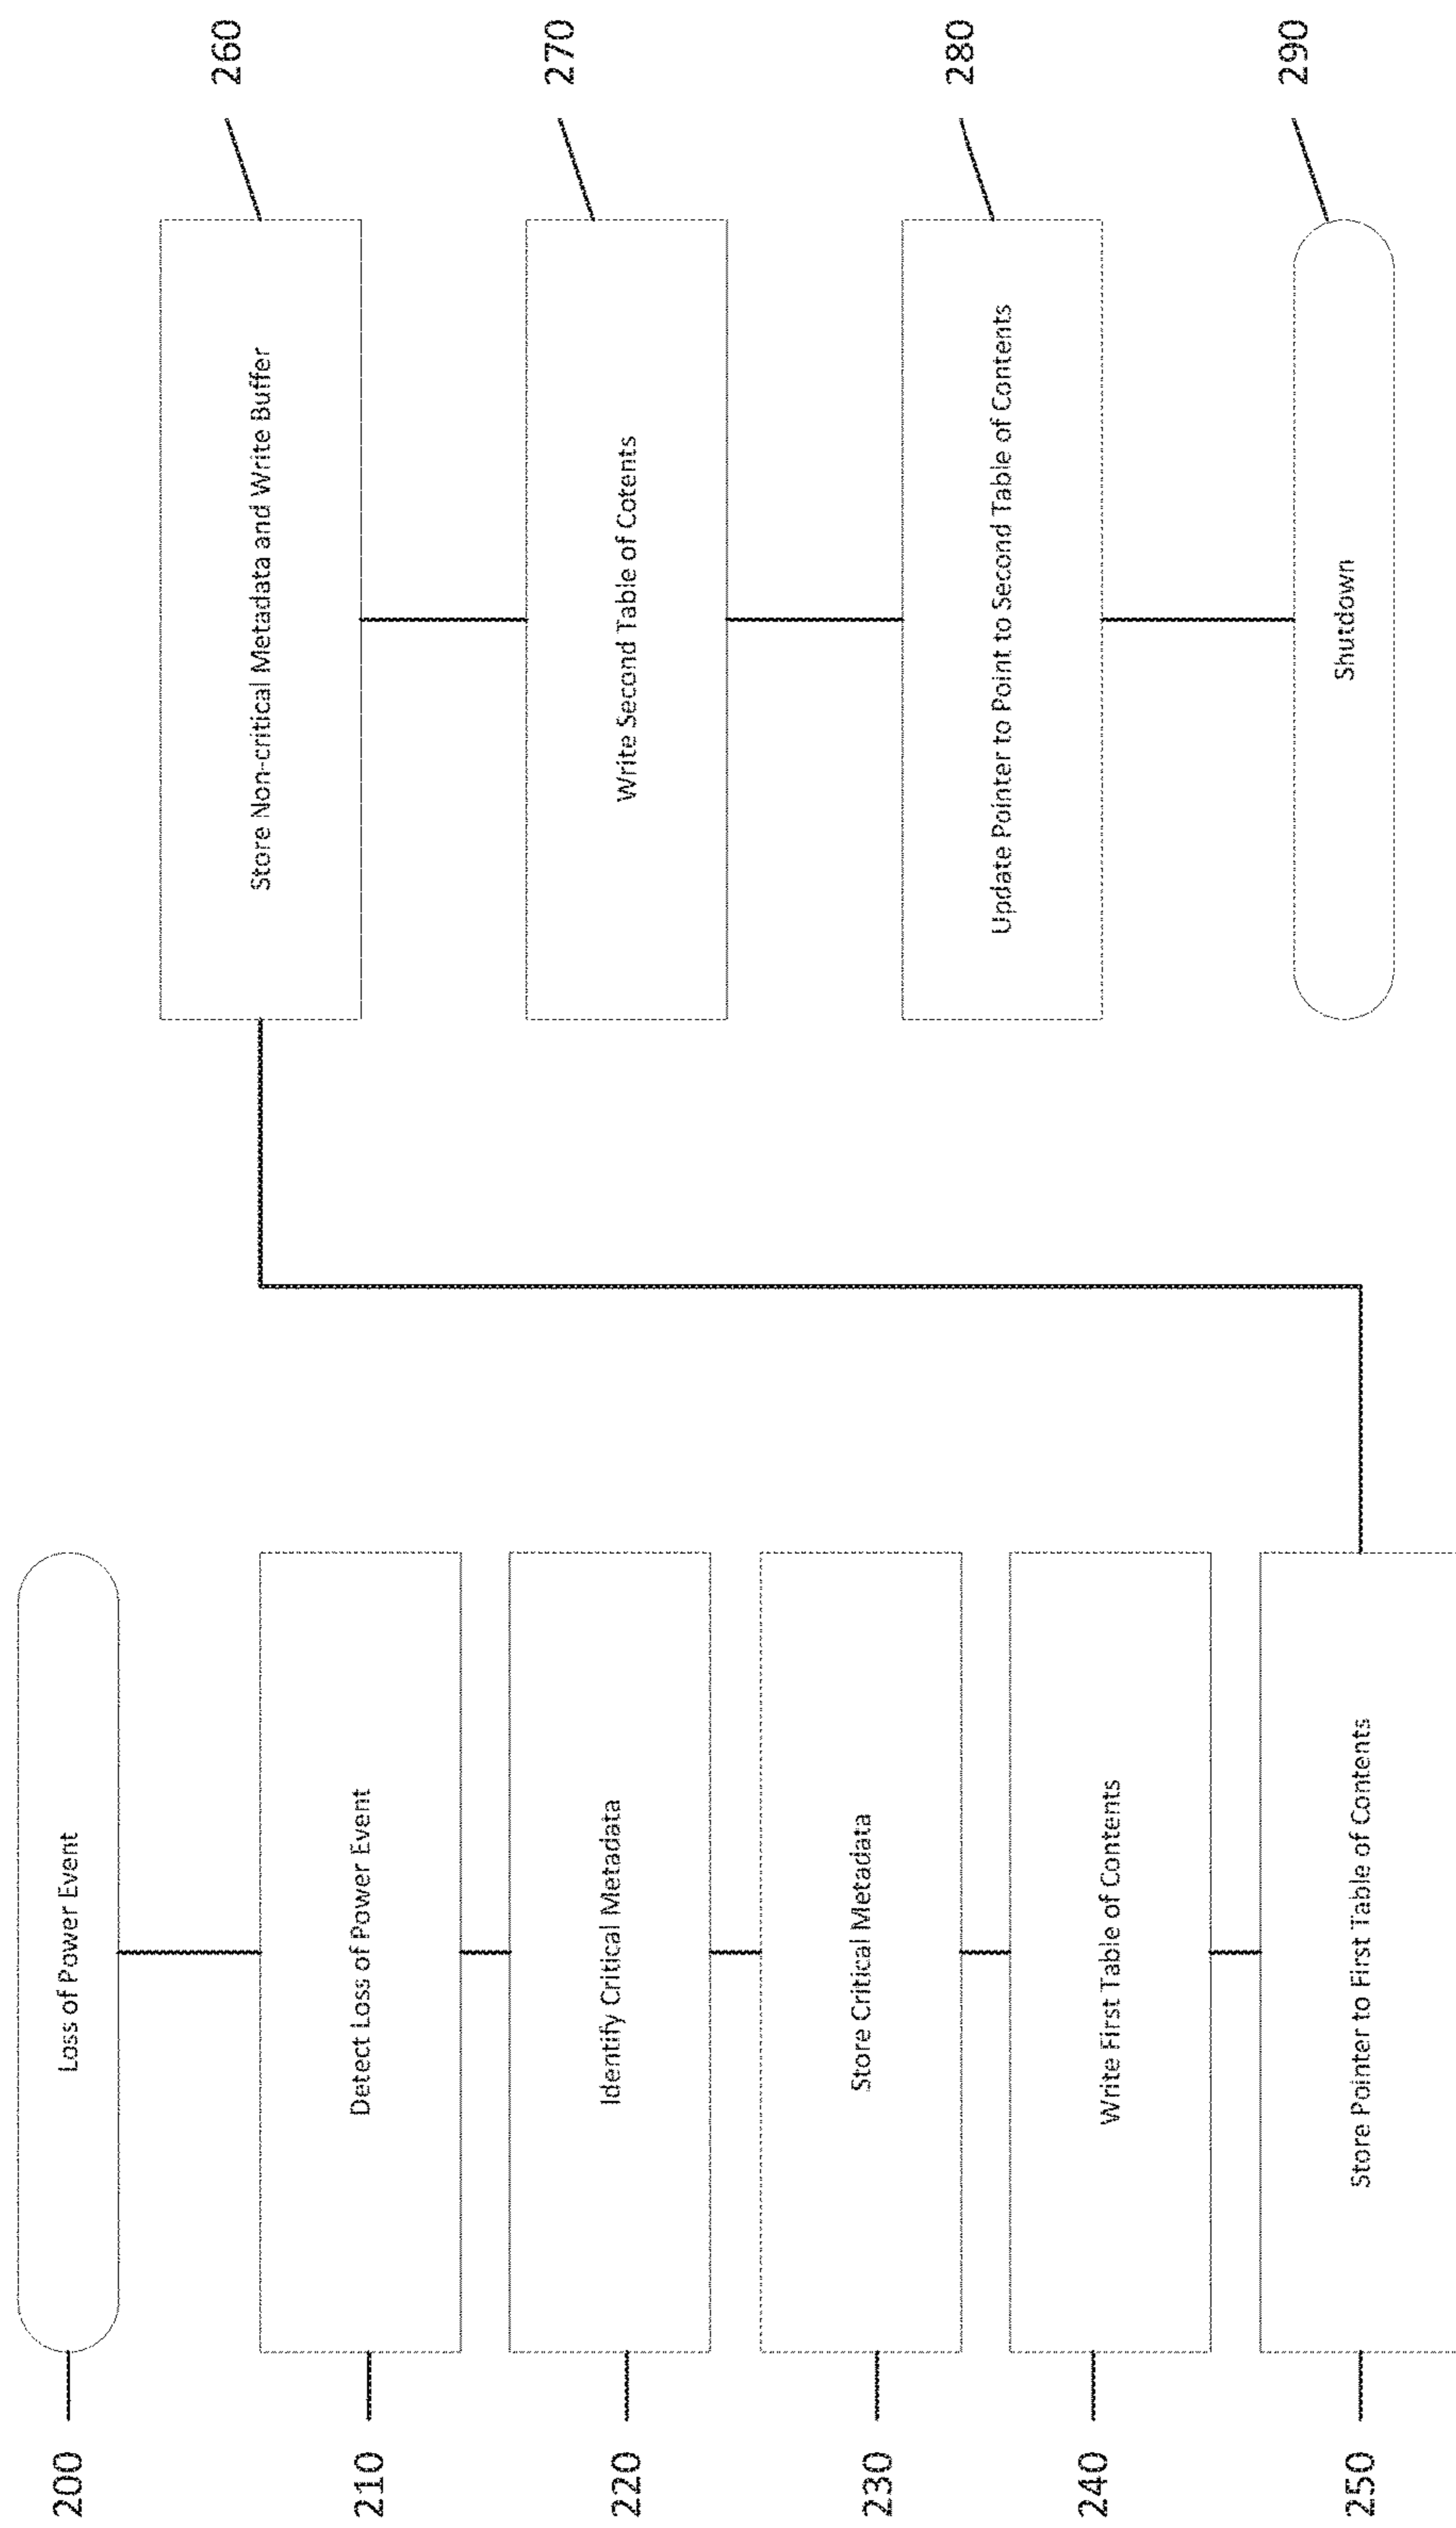 200
Loss of Power Event
210
Detect Loss of Power Event
220
Identify Critical Metadata
230
Store Critical Metadata
240
Write First Table of Contents
250
Store Pointer to First Table of Contents
260
Store Non-critical Metadata and Write Buffer
270
Write Second Table of Cotents
280
Update Pointer to Point to Second Table of Contents
290
Shutdown